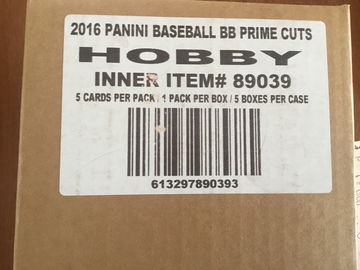 2016 PANINI BASEBALL BB PRIME CUTS
HOBBY
INNER ITEM# 89039
5 CARDS PER PACK / 1 PACK PER BOX / 5 BOXES PER CASE
613297890393